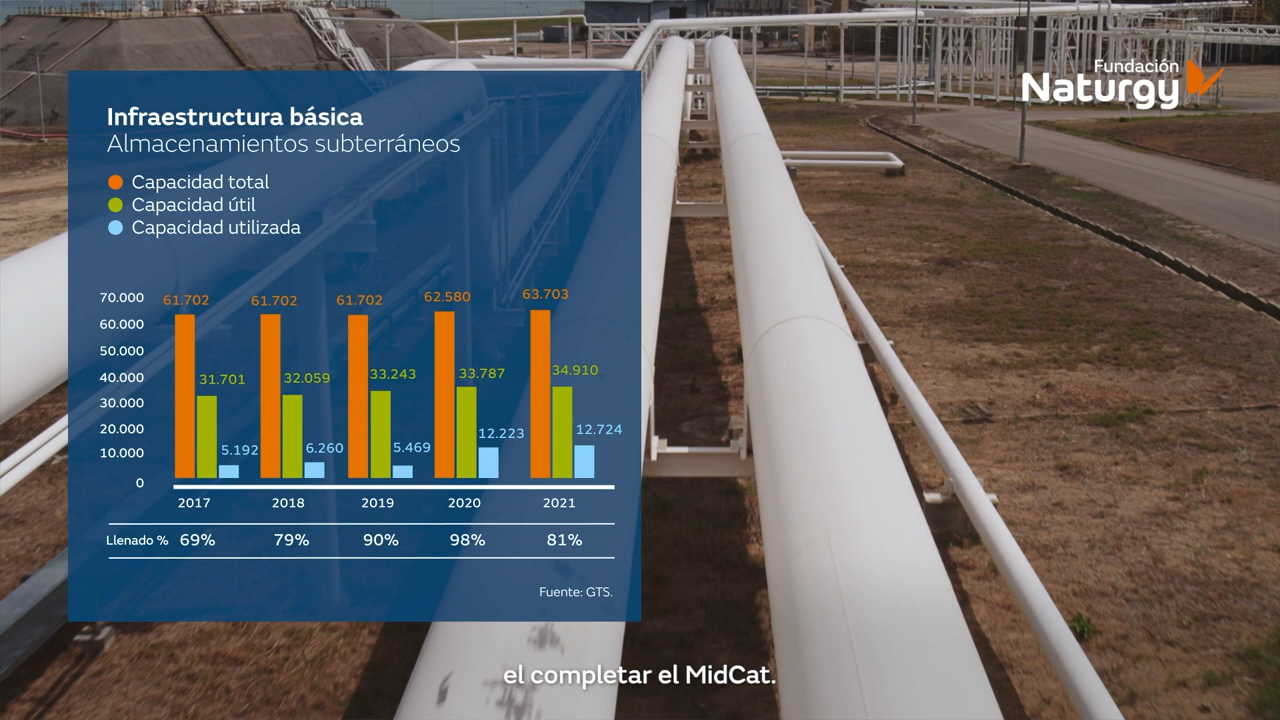 Fundación
Naturgy
Infraestructura básica
Almacenamientos subterráneos
Capacidad total
Capacidad útil
Capacidad utilizada
70.000
60.000
50.000
40.000
30.000
20.000
10.000
0
61.702 61.702 61.702 62.580 63.703
31.701 32.059 33.243 33.787 34.910
5.192 6.260 5.469 12.223 12.724
2017 2018 2019 2020 2021
Llenado % 69% 79% 90% 98% 81%
Fuente: GTS.
el completar el MidCat.